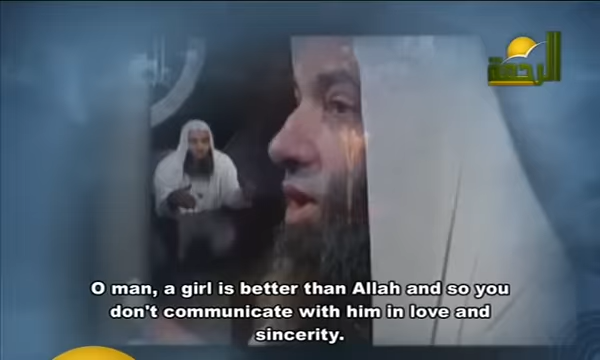 الرحمة
O man, a girl is better than Allah and so you
don't communicate with him in love and
sincerity.